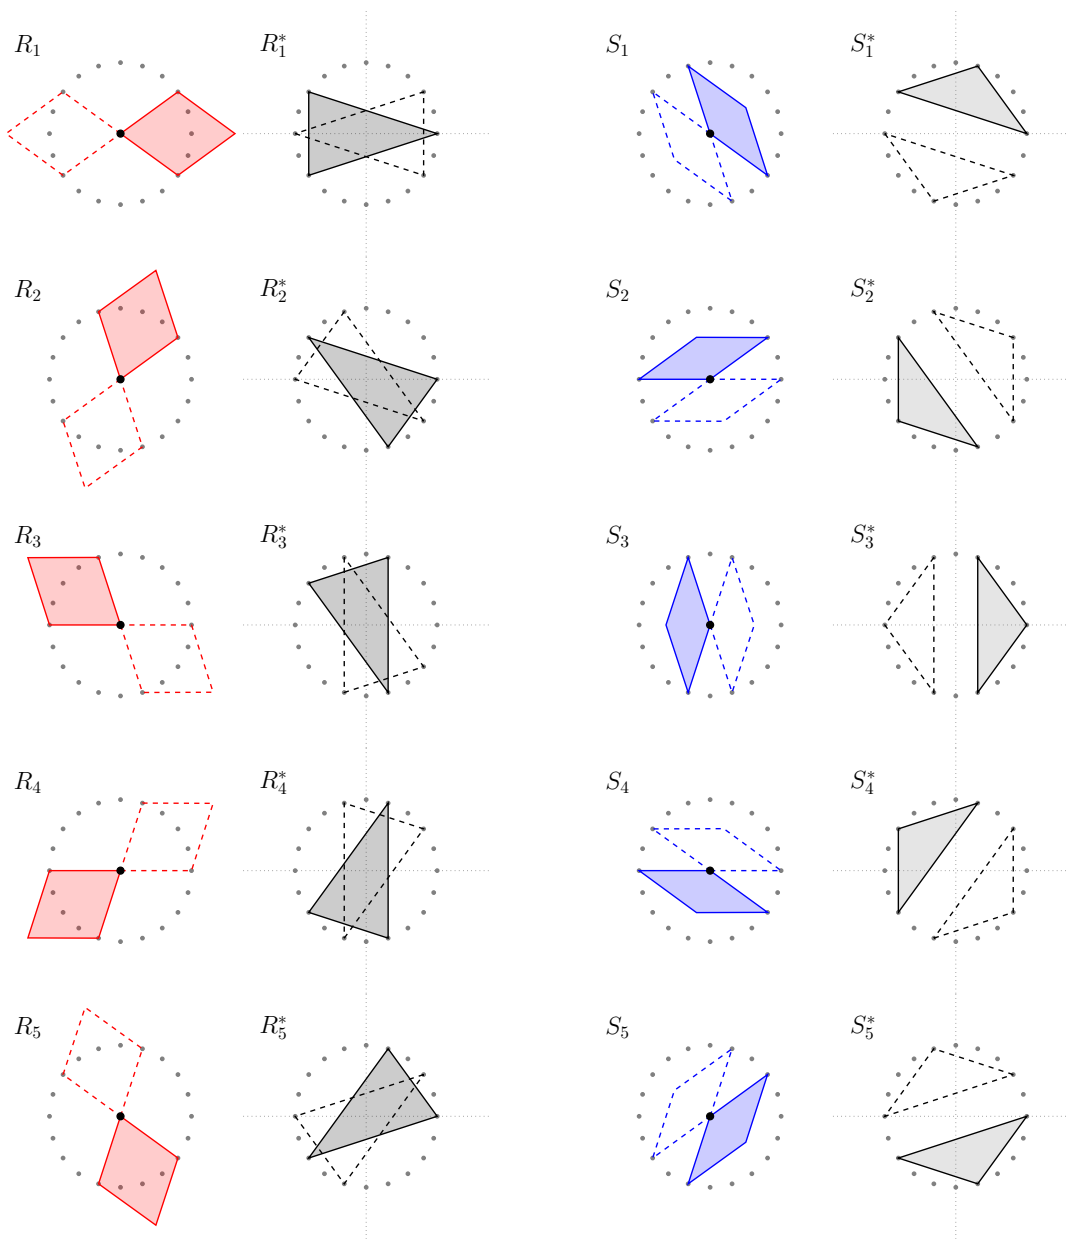 R₁ R₁* S₁ S₁*
R₂ R₂* S₂ S₂*
R₃ R₃* S₃ S₃*
R₄ R₄* S₄ S₄*
R₅ R₅* S₅ S₅*